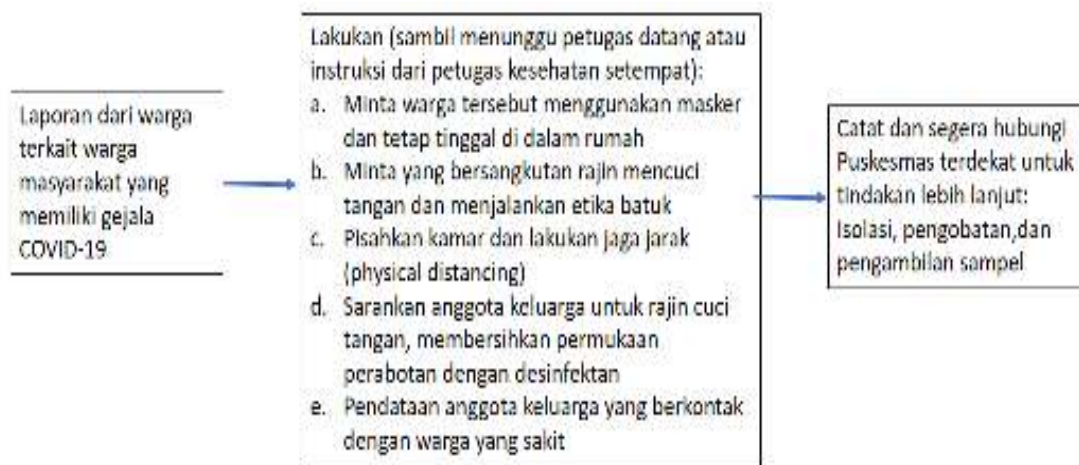 Laporan dari warga
terkait warga
masyarakat yang
memiliki gejala
COVID-19
Lakukan (sambil menunggu petugas datang atau
instruksi dari petugas kesehatan setempat):
a. Minta warga tersebut menggunakan masker
dan tetap tinggal di dalam rumah
b. Minta yang bersangkutan rajin mencuci
tangan dan menjalankan etika batuk
c. Pisahkan kamar dan lakukan jaga jarak
(physical distancing)
d. Sarankan anggota keluarga untuk rajin cuci
tangan, membersihkan permukaan
perabotan dengan desinfektan
e. Pendataan anggota keluarga yang berkontak
dengan warga yang sakit
Catat dan segera hubungi
Puskesmas terdekat untuk
tindakan lebih lanjut:
Isolasi, pengobatan,dan
pengambilan sampel